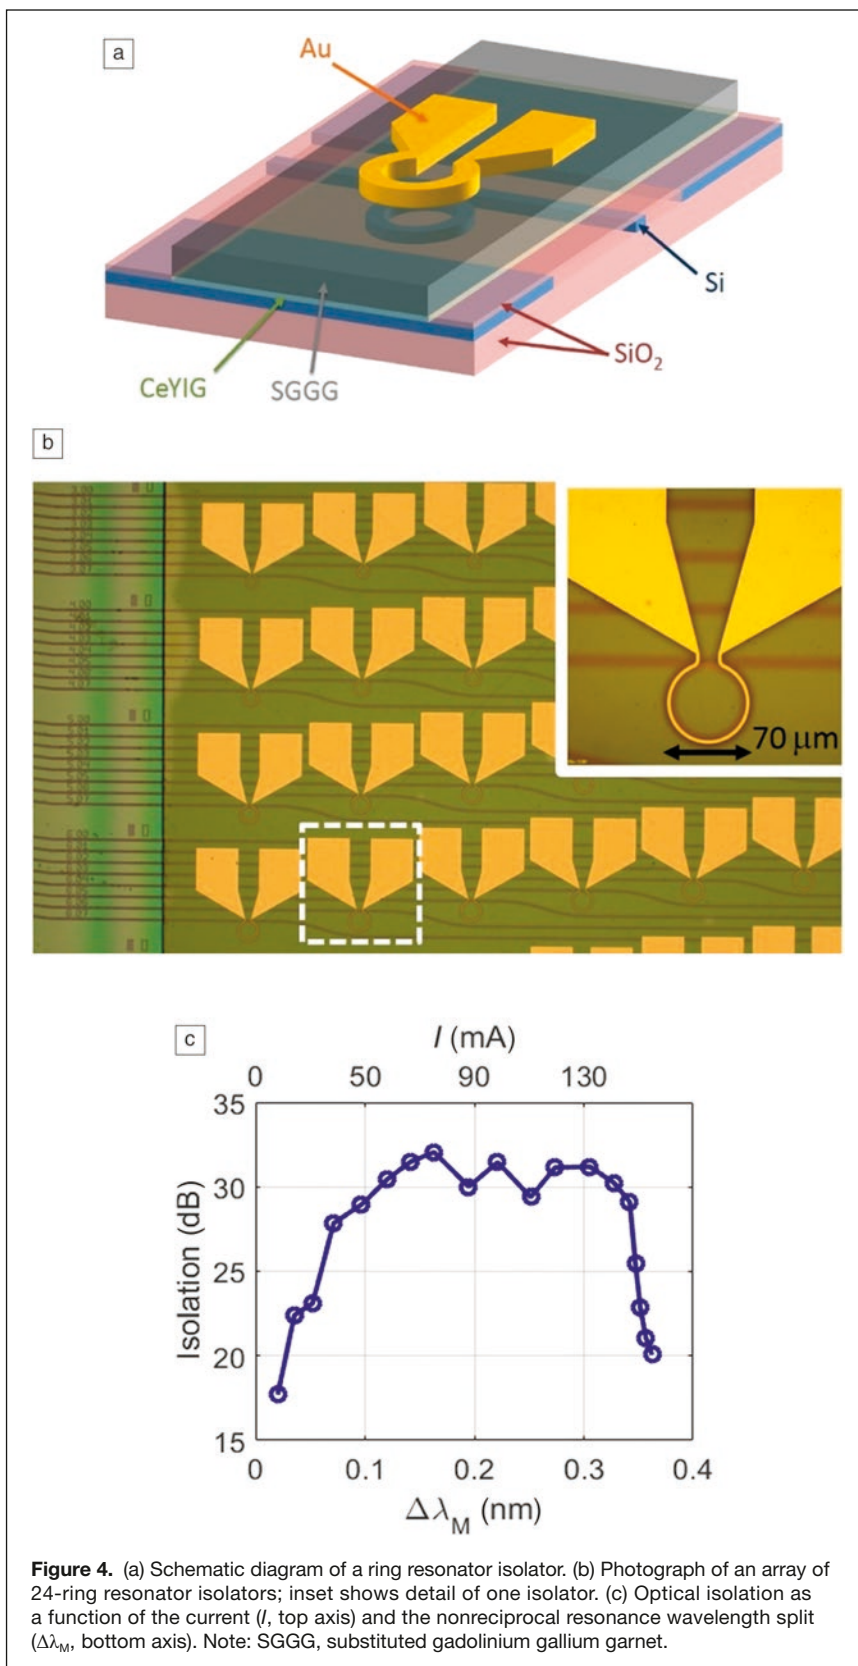 a
Au
Si
SiO₂
CeYIG
SGGG
b
70 μm
c
I (mA)
0 50 90 130
35
30
25
20
15
Isolation (dB)
0 0.1 0.2 0.3 0.4
Δλ_M (nm)
Figure 4. (a) Schematic diagram of a ring resonator isolator. (b) Photograph of an array of
24-ring resonator isolators; inset shows detail of one isolator. (c) Optical isolation as
a function of the current (I, top axis) and the nonreciprocal resonance wavelength split
(Δλ_M, bottom axis). Note: SGGG, substituted gadolinium gallium garnet.